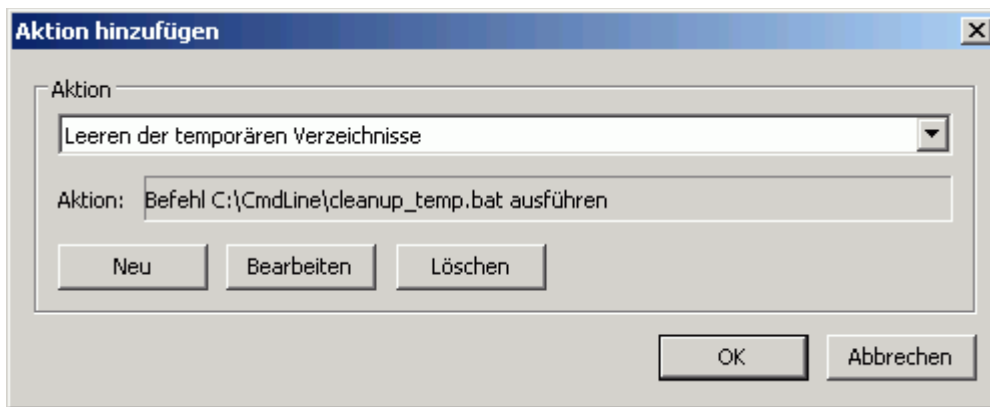 Aktion hinzufügen
Aktion
Leeren der temporären Verzeichnisse
Aktion: Befehl C:\CmdLine\cleanup_temp.bat ausführen
Neu Bearbeiten Löschen
OK Abbrechen